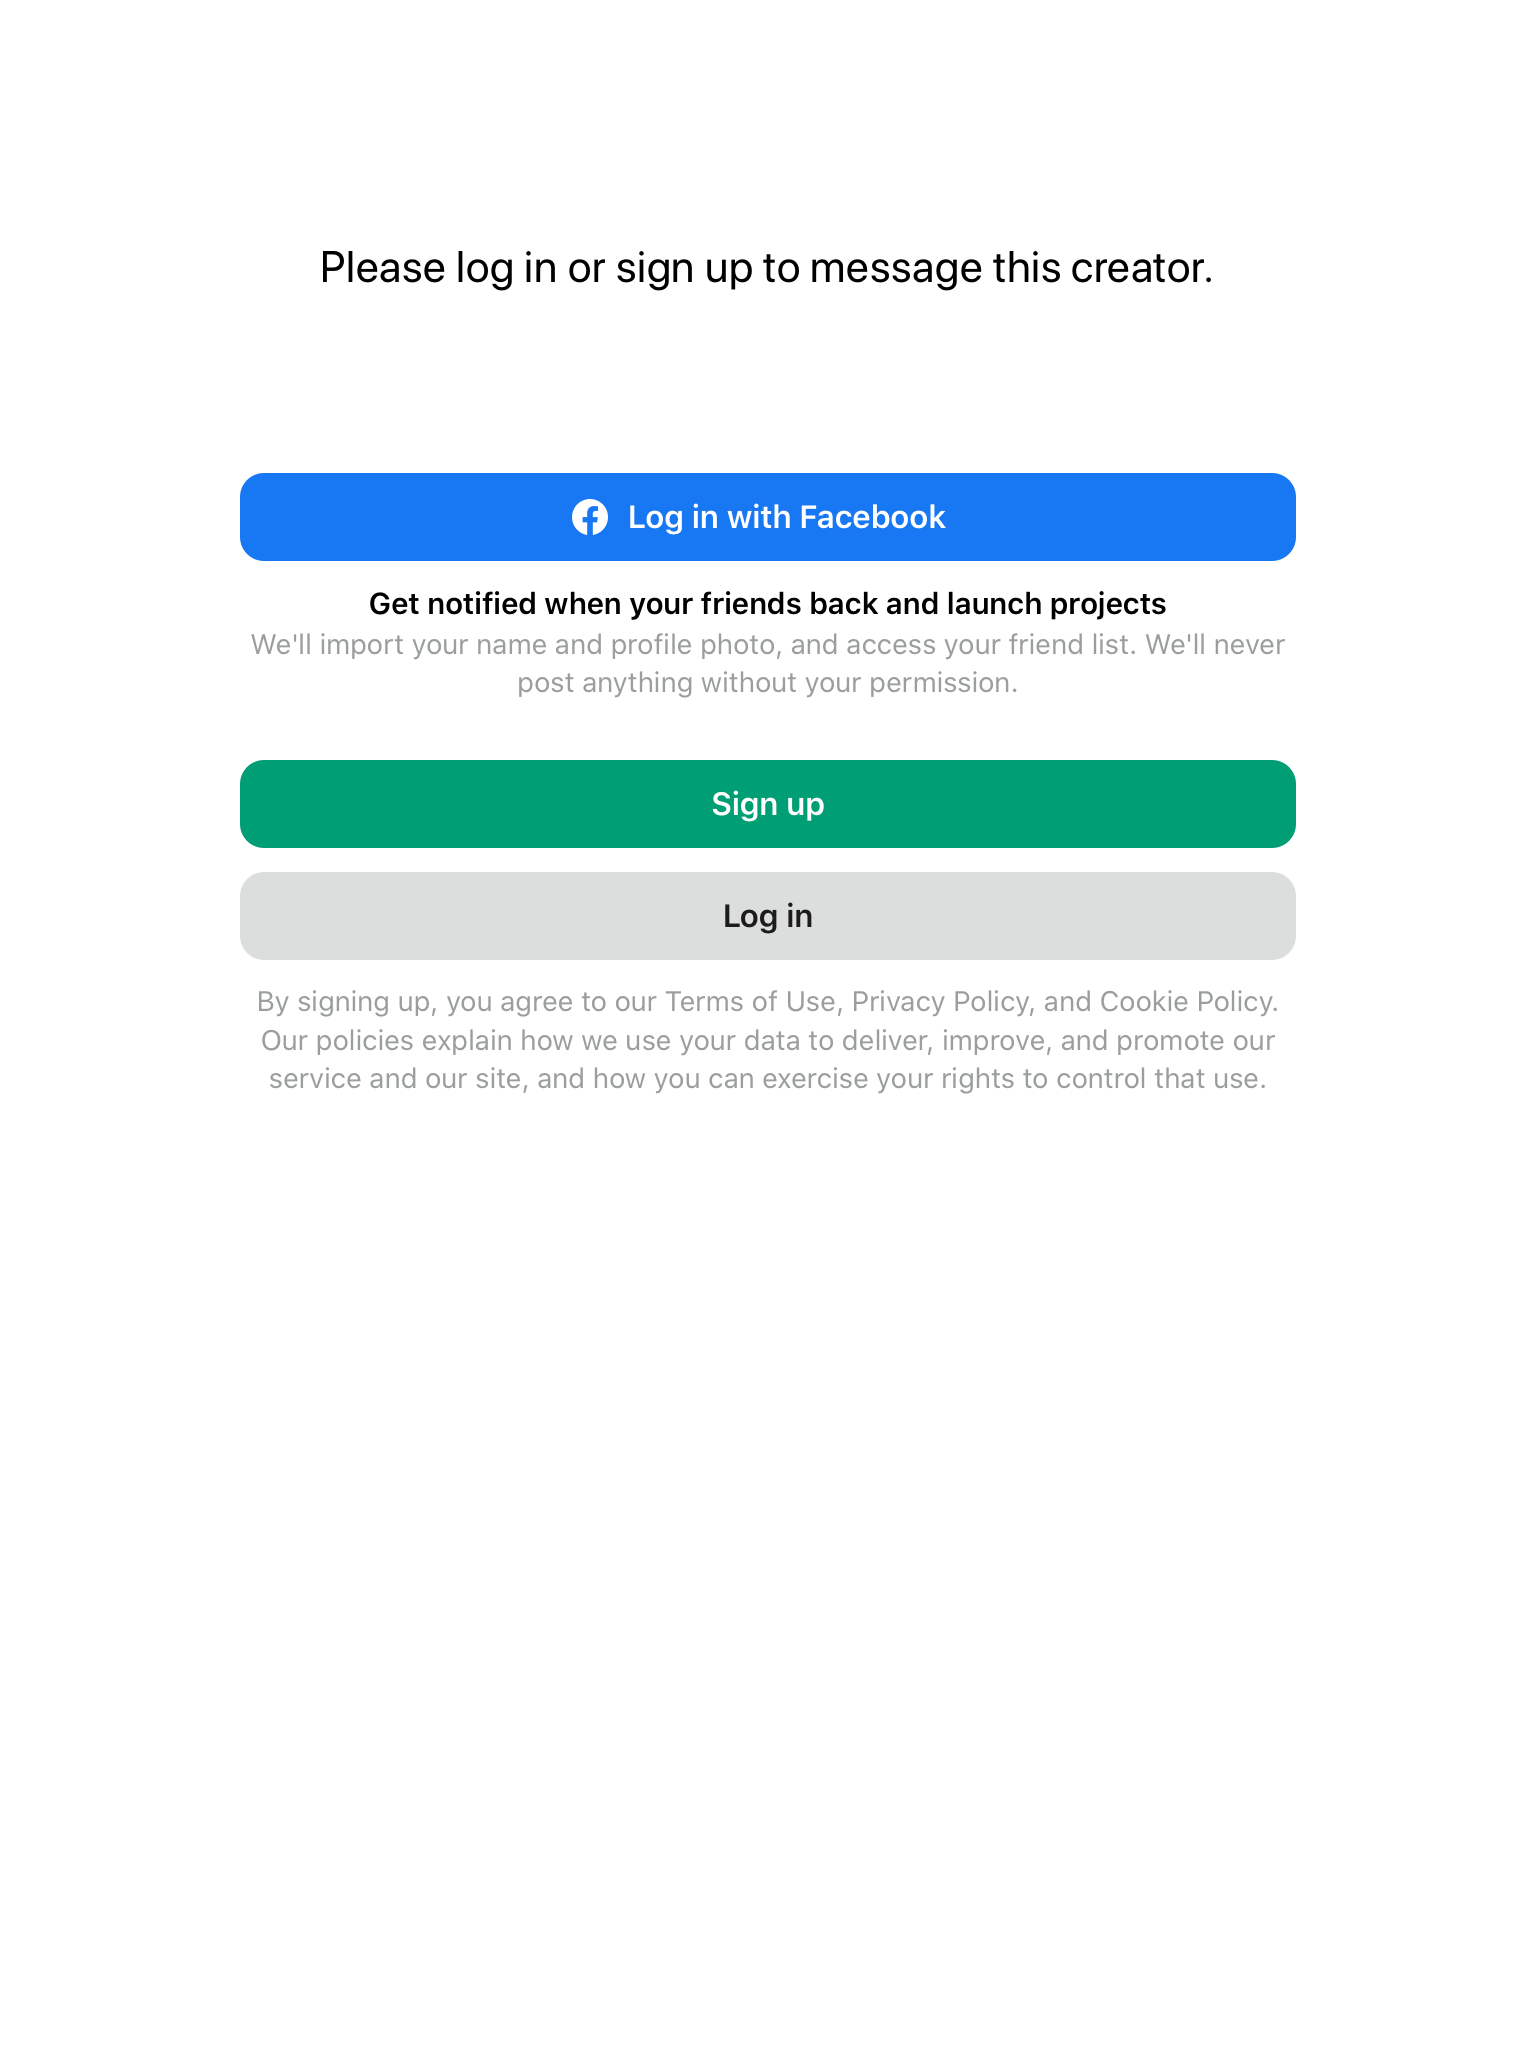 Please log in or sign up to message this creator.
Log in with Facebook
Get notified when your friends back and launch projects
We'll import your name and profile photo, and access your friend list. We'll never
post anything without your permission.
Sign up
Log in
By signing up, you agree to our Terms of Use, Privacy Policy, and Cookie Policy.
Our policies explain how we use your data to deliver, improve, and promote our
service and our site, and how you can exercise your rights to control that use.